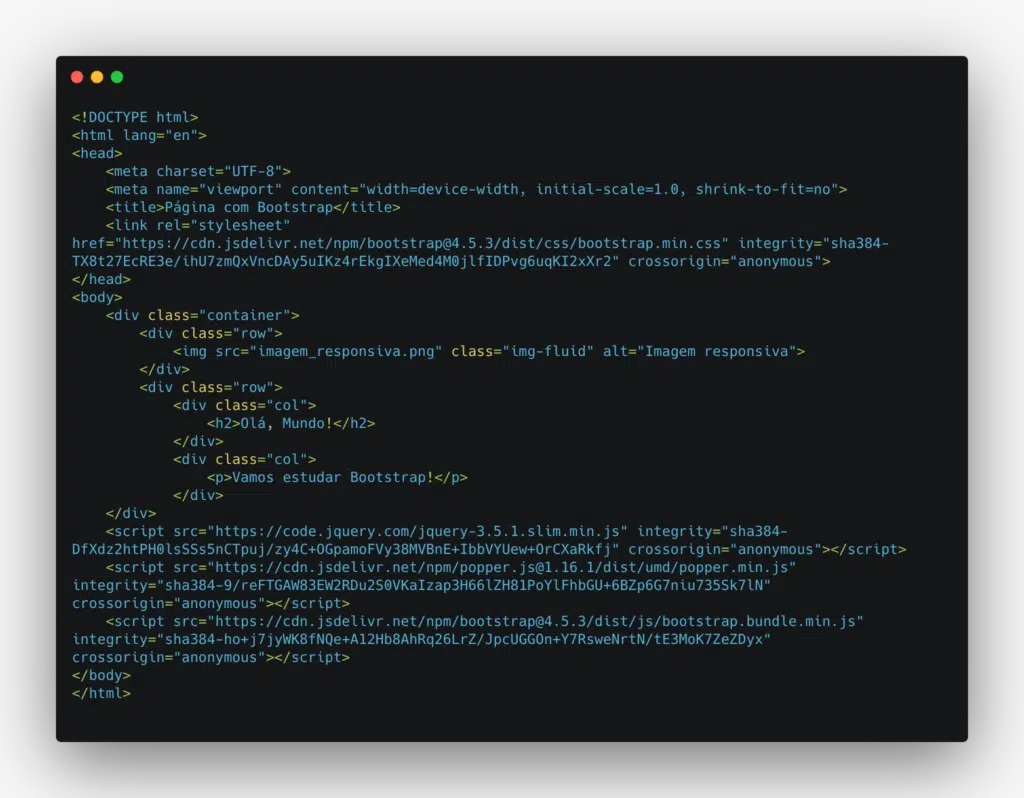 <!DOCTYPE html>
<html lang="en">
<head>
    <meta charset="UTF-8">
    <meta name="viewport" content="width=device-width, initial-scale=1.0, shrink-to-fit=no">
    <title>Página com Bootstrap</title>
    <link rel="stylesheet"
href="https://cdn.jsdelivr.net/npm/bootstrap@4.5.3/dist/css/bootstrap.min.css" integrity="sha384-
TX8t27EcRE3e/ihU7zmQxVncDAy5uIKz4rEkgIXeMed4M0jlfIDPvg6uqKI2xXr2" crossorigin="anonymous">
</head>
<body>
    <div class="container">
        <div class="row">
            <img src="imagem_responsiva.png" class="img-fluid" alt="Imagem responsiva">
        </div>
        <div class="row">
            <div class="col">
                <h2>Olá, Mundo!</h2>
            </div>
            <div class="col">
                <p>Vamos estudar Bootstrap!</p>
            </div>
    </div>
    <script src="https://code.jquery.com/jquery-3.5.1.slim.min.js" integrity="sha384-
DfXdz2htPH0lsSSs5nCTpuj/zy4C+OGpamoFVy38MVBnE+IbbVYUew+OrCXaRkfj" crossorigin="anonymous"></script>
    <script src="https://cdn.jsdelivr.net/npm/popper.js@1.16.1/dist/umd/popper.min.js"
integrity="sha384-9/reFTGAW83EW2RDu2S0VKaIzap3H66lZH81PoYlFhbGU+6BZp6G7niu735Sk7lN"
crossorigin="anonymous"></script>
    <script src="https://cdn.jsdelivr.net/npm/bootstrap@4.5.3/dist/js/bootstrap.bundle.min.js"
integrity="sha384-ho+j7jyWK8fNQe+A12Hb8AhRq26LrZ/JpcUGGOn+Y7RsweNrtN/tE3MoK7ZeZDyx"
crossorigin="anonymous"></script>
</body>
</html>